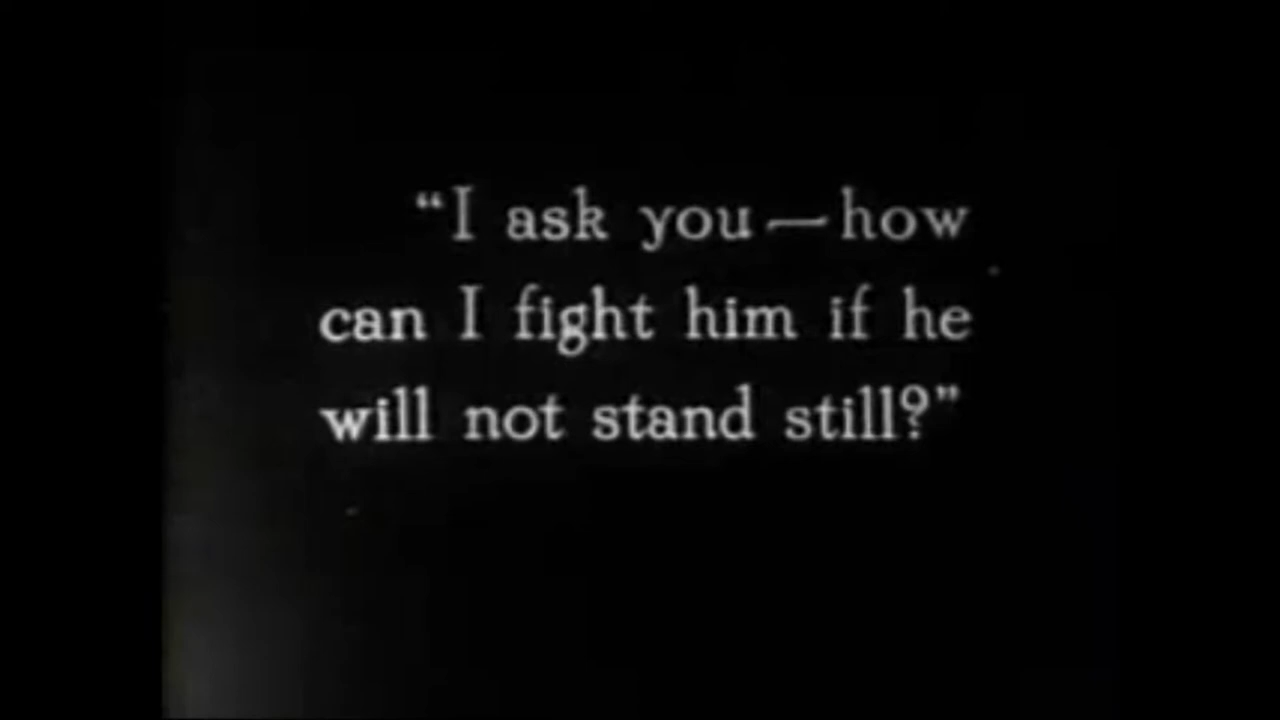 “I ask you—how
can I fight him if he
will not stand still?”